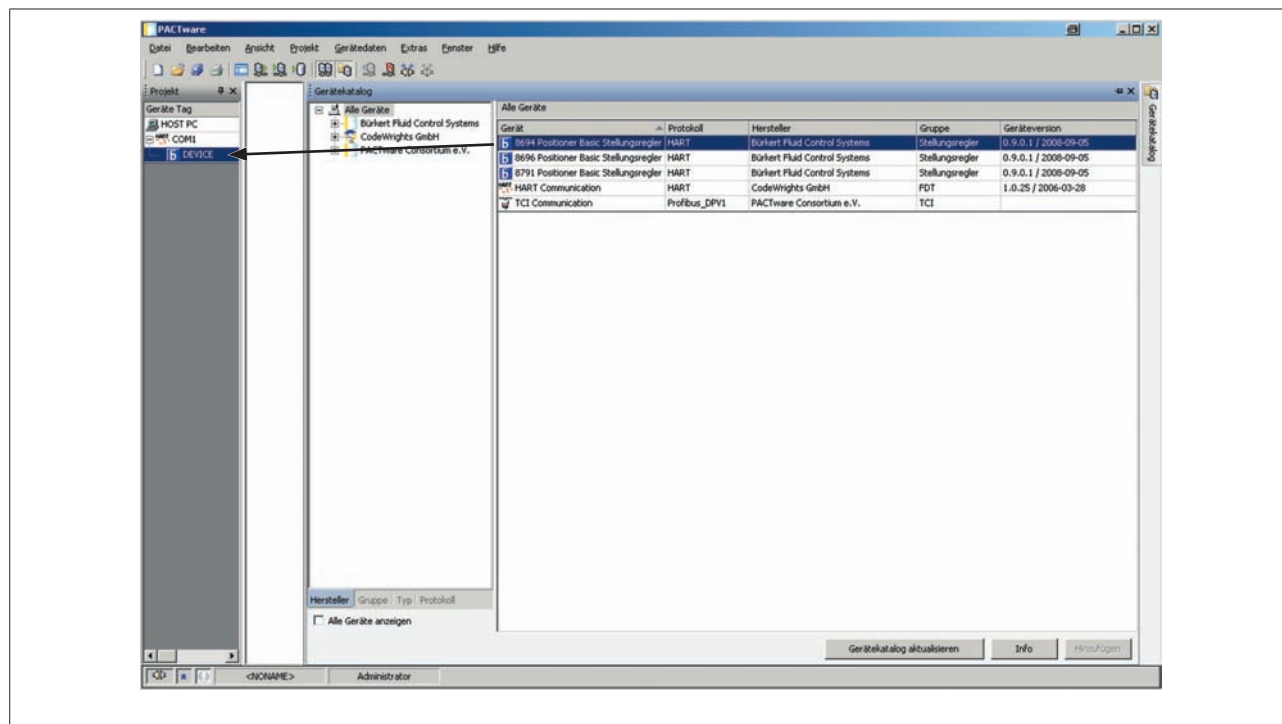 PACTware
Datei Bearbeiten Ansicht Projekt Gerätedaten Extras Fenster Hilfe
Projekt
Geräte Tag
HOST PC
COM1
DEVICE
Gerätekatalog
Alle Geräte
Bürkert Fluid Control Systems
CodeWrights GmbH
PACTware Consortium e.V.
Alle Geräte
Gerät Protokoll Hersteller Gruppe Geräteversion
8694 Positioner Basic Stellungsregler HART Bürkert Fluid Control Systems Stellungsregler 0.9.0.1 / 2008-09-05
8696 Positioner Basic Stellungsregler HART Bürkert Fluid Control Systems Stellungsregler 0.9.0.1 / 2008-09-05
8791 Positioner Basic Stellungsregler HART Bürkert Fluid Control Systems Stellungsregler 0.9.0.1 / 2008-09-05
HART Communication HART CodeWrights GmbH FDT 1.0.25 / 2006-03-28
TCI Communication Profibus_DPV1 PACTware Consortium e.V. TCI
Gerätekatalog
Hersteller Gruppe Typ Protokoll
Alle Geräte anzeigen
Gerätekatalog aktualisieren Info Hinzufügen
<NONAME> Administrator